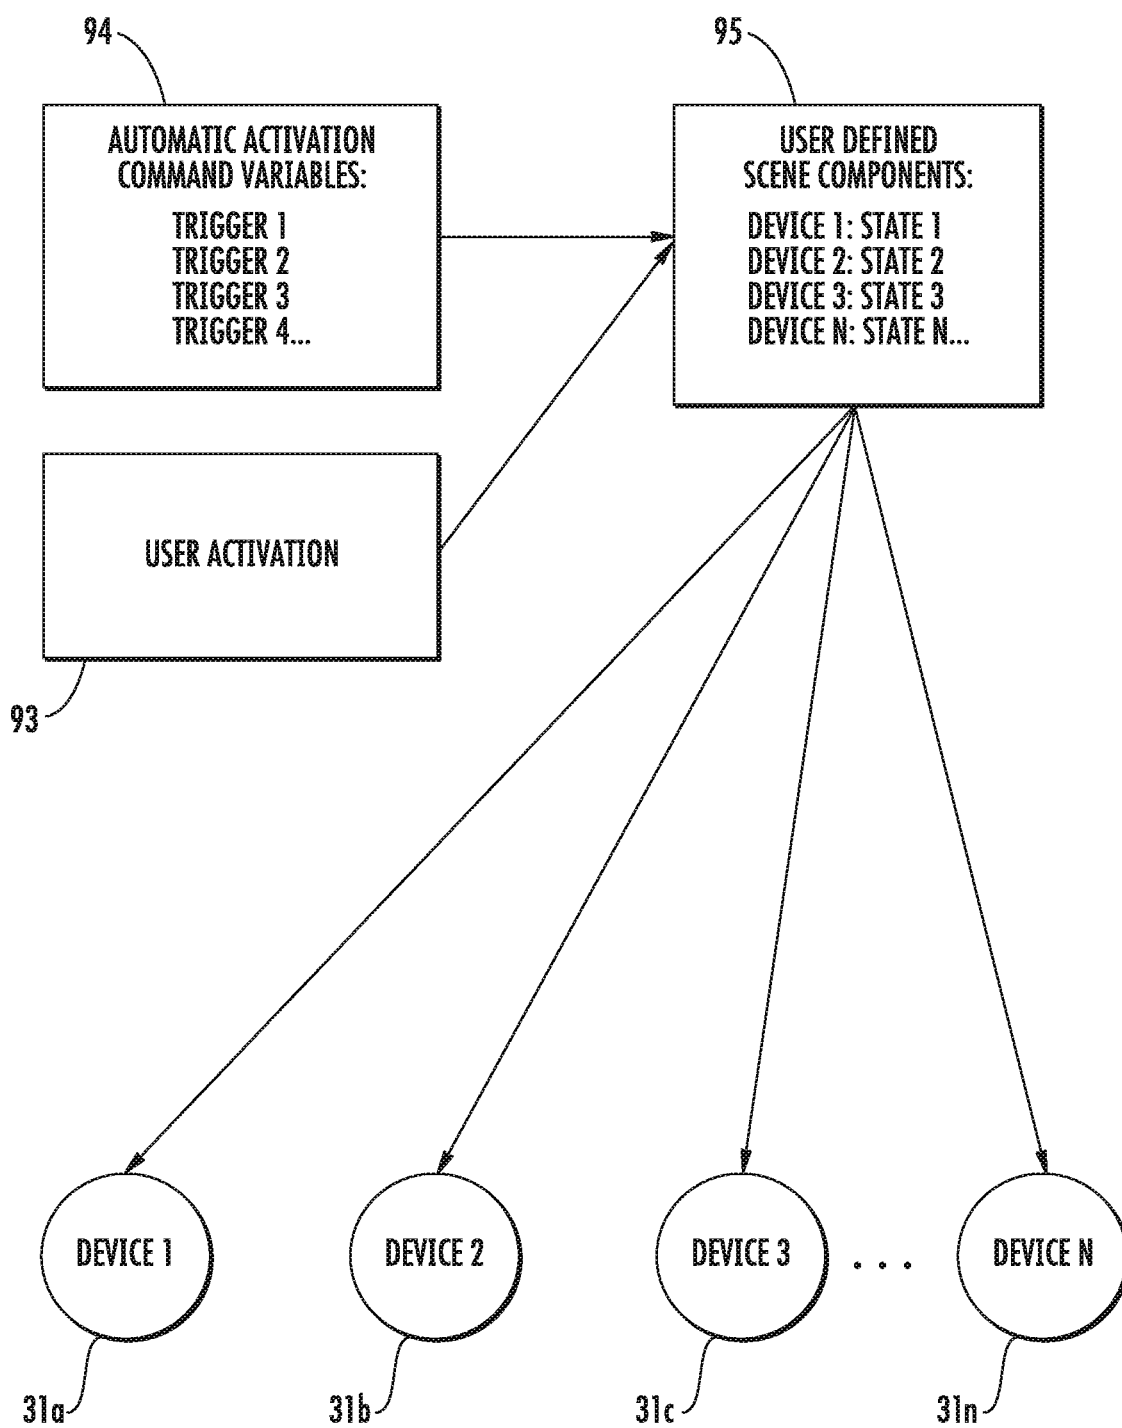 94
95
AUTOMATIC ACTIVATION
COMMAND VARIABLES:
TRIGGER 1
TRIGGER 2
TRIGGER 3
TRIGGER 4...
USER DEFINED
SCENE COMPONENTS:
DEVICE 1: STATE 1
DEVICE 2: STATE 2
DEVICE 3: STATE 3
DEVICE N: STATE N...
USER ACTIVATION
93
DEVICE 1
DEVICE 2
DEVICE 3
. . .
DEVICE N
31a
31b
31c
31n